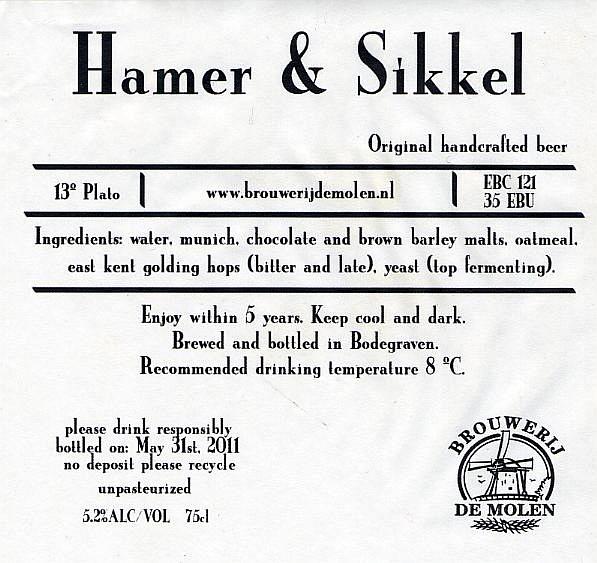 Hamer & Sikkel
Original handcrafted beer
13º Plato
www.brouwerijdemolen.nl
EBC 121
35 EBU
Ingredients: water, munich, chocolate and brown barley malts, oatmeal,
east kent golding hops (bitter and late), yeast (top fermenting).
Enjoy within 5 years. Keep cool and dark.
Brewed and bottled in Bodegraven.
Recommended drinking temperature 8 ºC.
please drink responsibly
bottled on: May 31st, 2011
no deposit please recycle
unpasteurized
5.2%ALC/VOL 75cl
BROUWERIJ
DE MOLEN